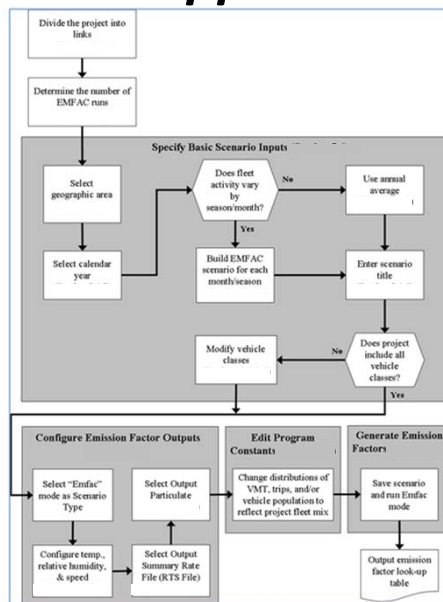 Divide the project into
links
Determine the number of
EMFAC runs
Specify Basic Scenario Inputs
Select
geographic area
Select calendar
year
Does fleet
activity vary
by
season/month?
No
Yes
Use annual
average
Build EMFAC
scenario for each
month/season
Enter scenario
title
Modify vehicle
classes
No
Does project
include all
vehicle
classes?
Yes
Configure Emission Factor Outputs
Select "Emfac"
mode as Scenario
Type
Configure temp.,
relative humidity,
& speed
Select Output
Particulate
Select Output
Summary Rate
File (RTS File)
Edit Program
Constants
Change distributions of
VMT, trips, and/or
vehicle population to
reflect project fleet mix
Generate Emission
Factors
Save scenario
and run Emfac
mode
Output emission
factor look-up
table